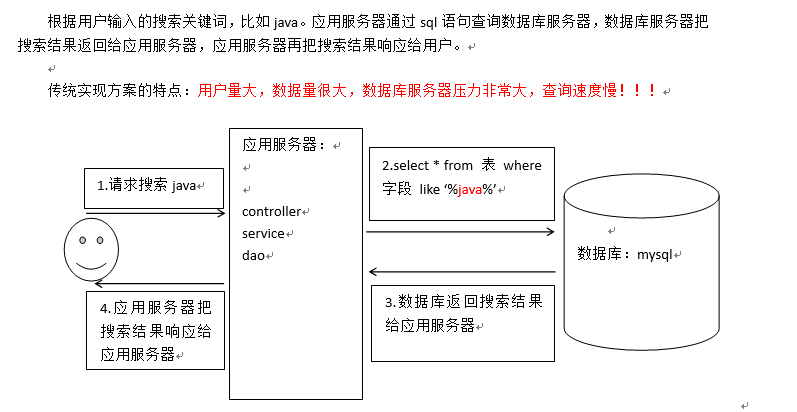 根据用户输入的搜索关键词，比如 java。应用服务器通过 sql 语句查询数据库服务器，数据库服务器把
搜索结果返回给应用服务器，应用服务器再把搜索结果响应给用户。
传统实现方案的特点：用户量大，数据量很大，数据库服务器压力非常大，查询速度慢！！！
1.请求搜索 java
应用服务器：
controller
service
dao
2.select * from 表 where
字段 like ‘%java%’
数据库：mysql
3.数据库返回搜索结果
给应用服务器
4.应用服务器把
搜索结果响应给
应用服务器